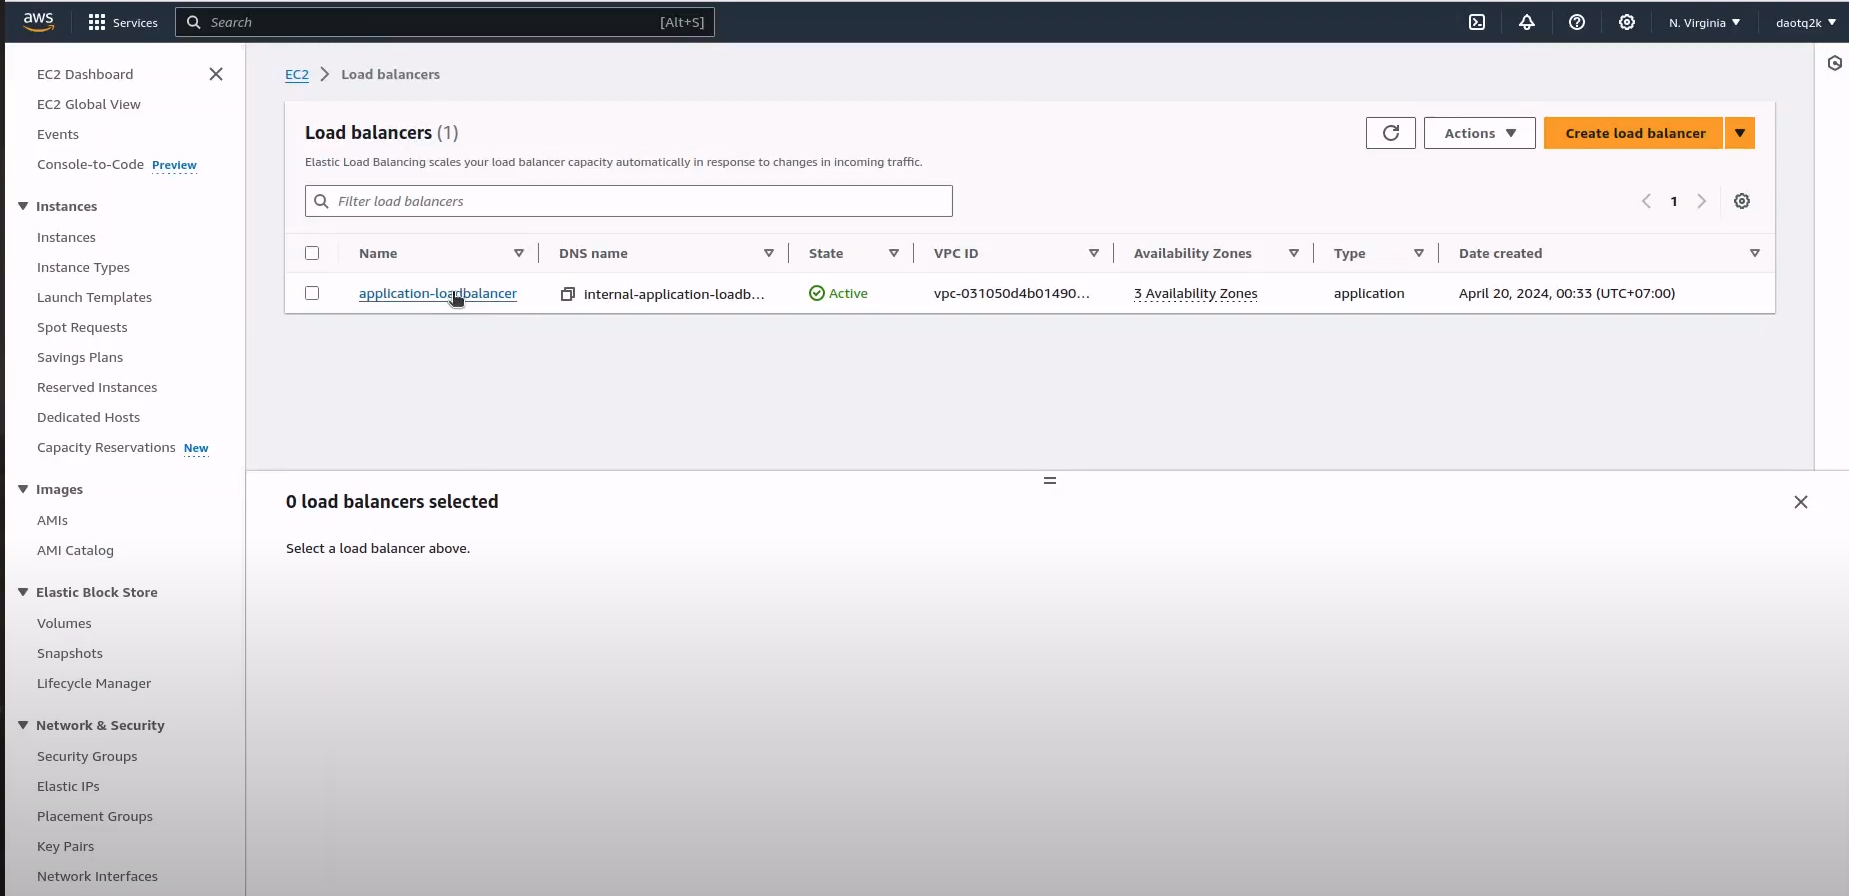 aws
Services
Search
[Alt+S]
N. Virginia
daotq2k
EC2 Dashboard
EC2 Global View
Events
Console-to-Code Preview
Instances
Instances
Instance Types
Launch Templates
Spot Requests
Savings Plans
Reserved Instances
Dedicated Hosts
Capacity Reservations New
Images
AMIs
AMI Catalog
Elastic Block Store
Volumes
Snapshots
Lifecycle Manager
Network & Security
Security Groups
Elastic IPs
Placement Groups
Key Pairs
Network Interfaces
EC2
Load balancers
Load balancers (1)
Actions
Create load balancer
Elastic Load Balancing scales your load balancer capacity automatically in response to changes in incoming traffic.
Filter load balancers
1
Name
DNS name
State
VPC ID
Availability Zones
Type
Date created
application-loadbalancer
internal-application-loadb...
Active
vpc-031050d4b01490...
3 Availability Zones
application
April 20, 2024, 00:33 (UTC+07:00)
0 load balancers selected
Select a load balancer above.